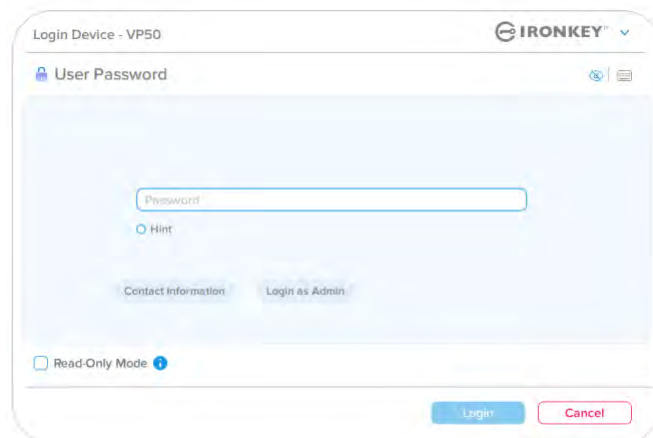 Login Device - VP50
IRONKEY
User Password
Password
Hint
Contact Information
Login as Admin
Read-Only Mode
Login
Cancel